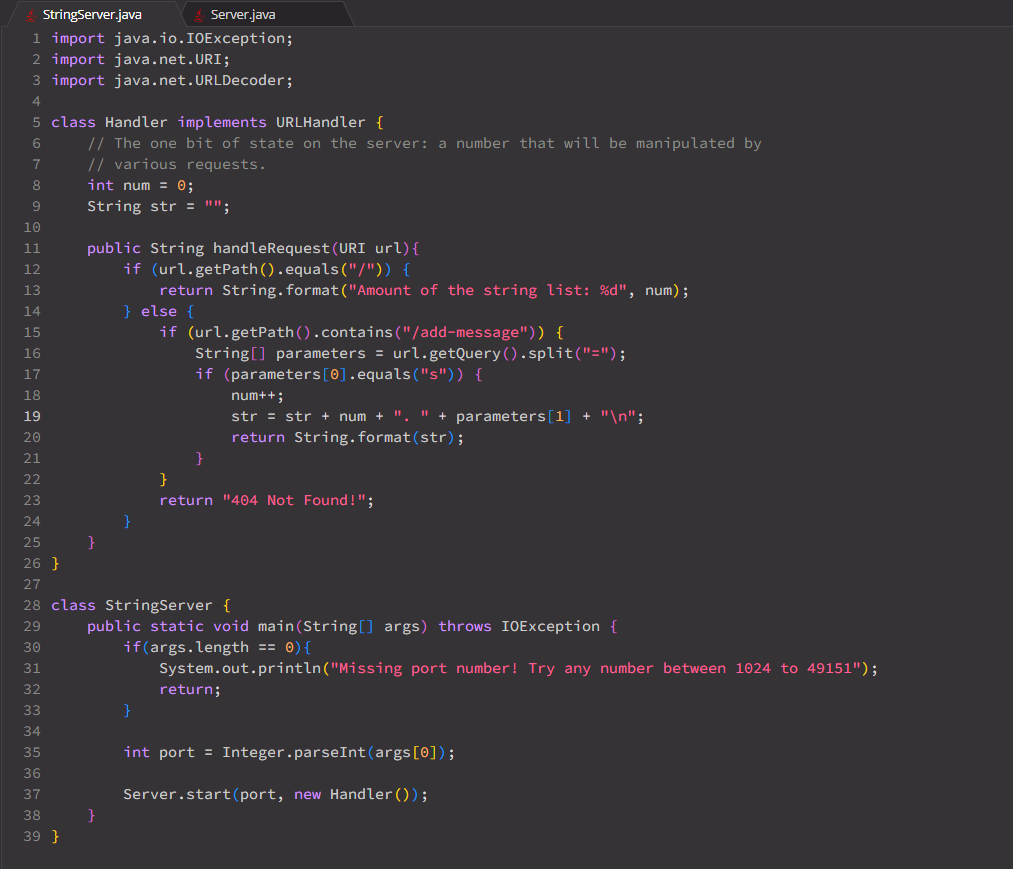 StringServer.java Server.java
1 import java.io.IOException;
2 import java.net.URI;
3 import java.net.URLDecoder;
4
5 class Handler implements URLHandler {
6     // The one bit of state on the server: a number that will be manipulated by
7     // various requests.
8     int num = 0;
9     String str = "";
10
11     public String handleRequest(URI url){
12         if (url.getPath().equals("/")) {
13             return String.format("Amount of the string list: %d", num);
14         } else {
15             if (url.getPath().contains("/add-message")) {
16                 String[] parameters = url.getQuery().split("=");
17                 if (parameters[0].equals("s")) {
18                     num++;
19                     str = str + num + ". " + parameters[1] + "\n";
20                     return String.format(str);
21                 }
22             }
23             return "404 Not Found!";
24         }
25     }
26 }
27
28 class StringServer {
29     public static void main(String[] args) throws IOException {
30         if(args.length == 0){
31             System.out.println("Missing port number! Try any number between 1024 to 49151");
32             return;
33         }
34
35         int port = Integer.parseInt(args[0]);
36
37         Server.start(port, new Handler());
38     }
39 }